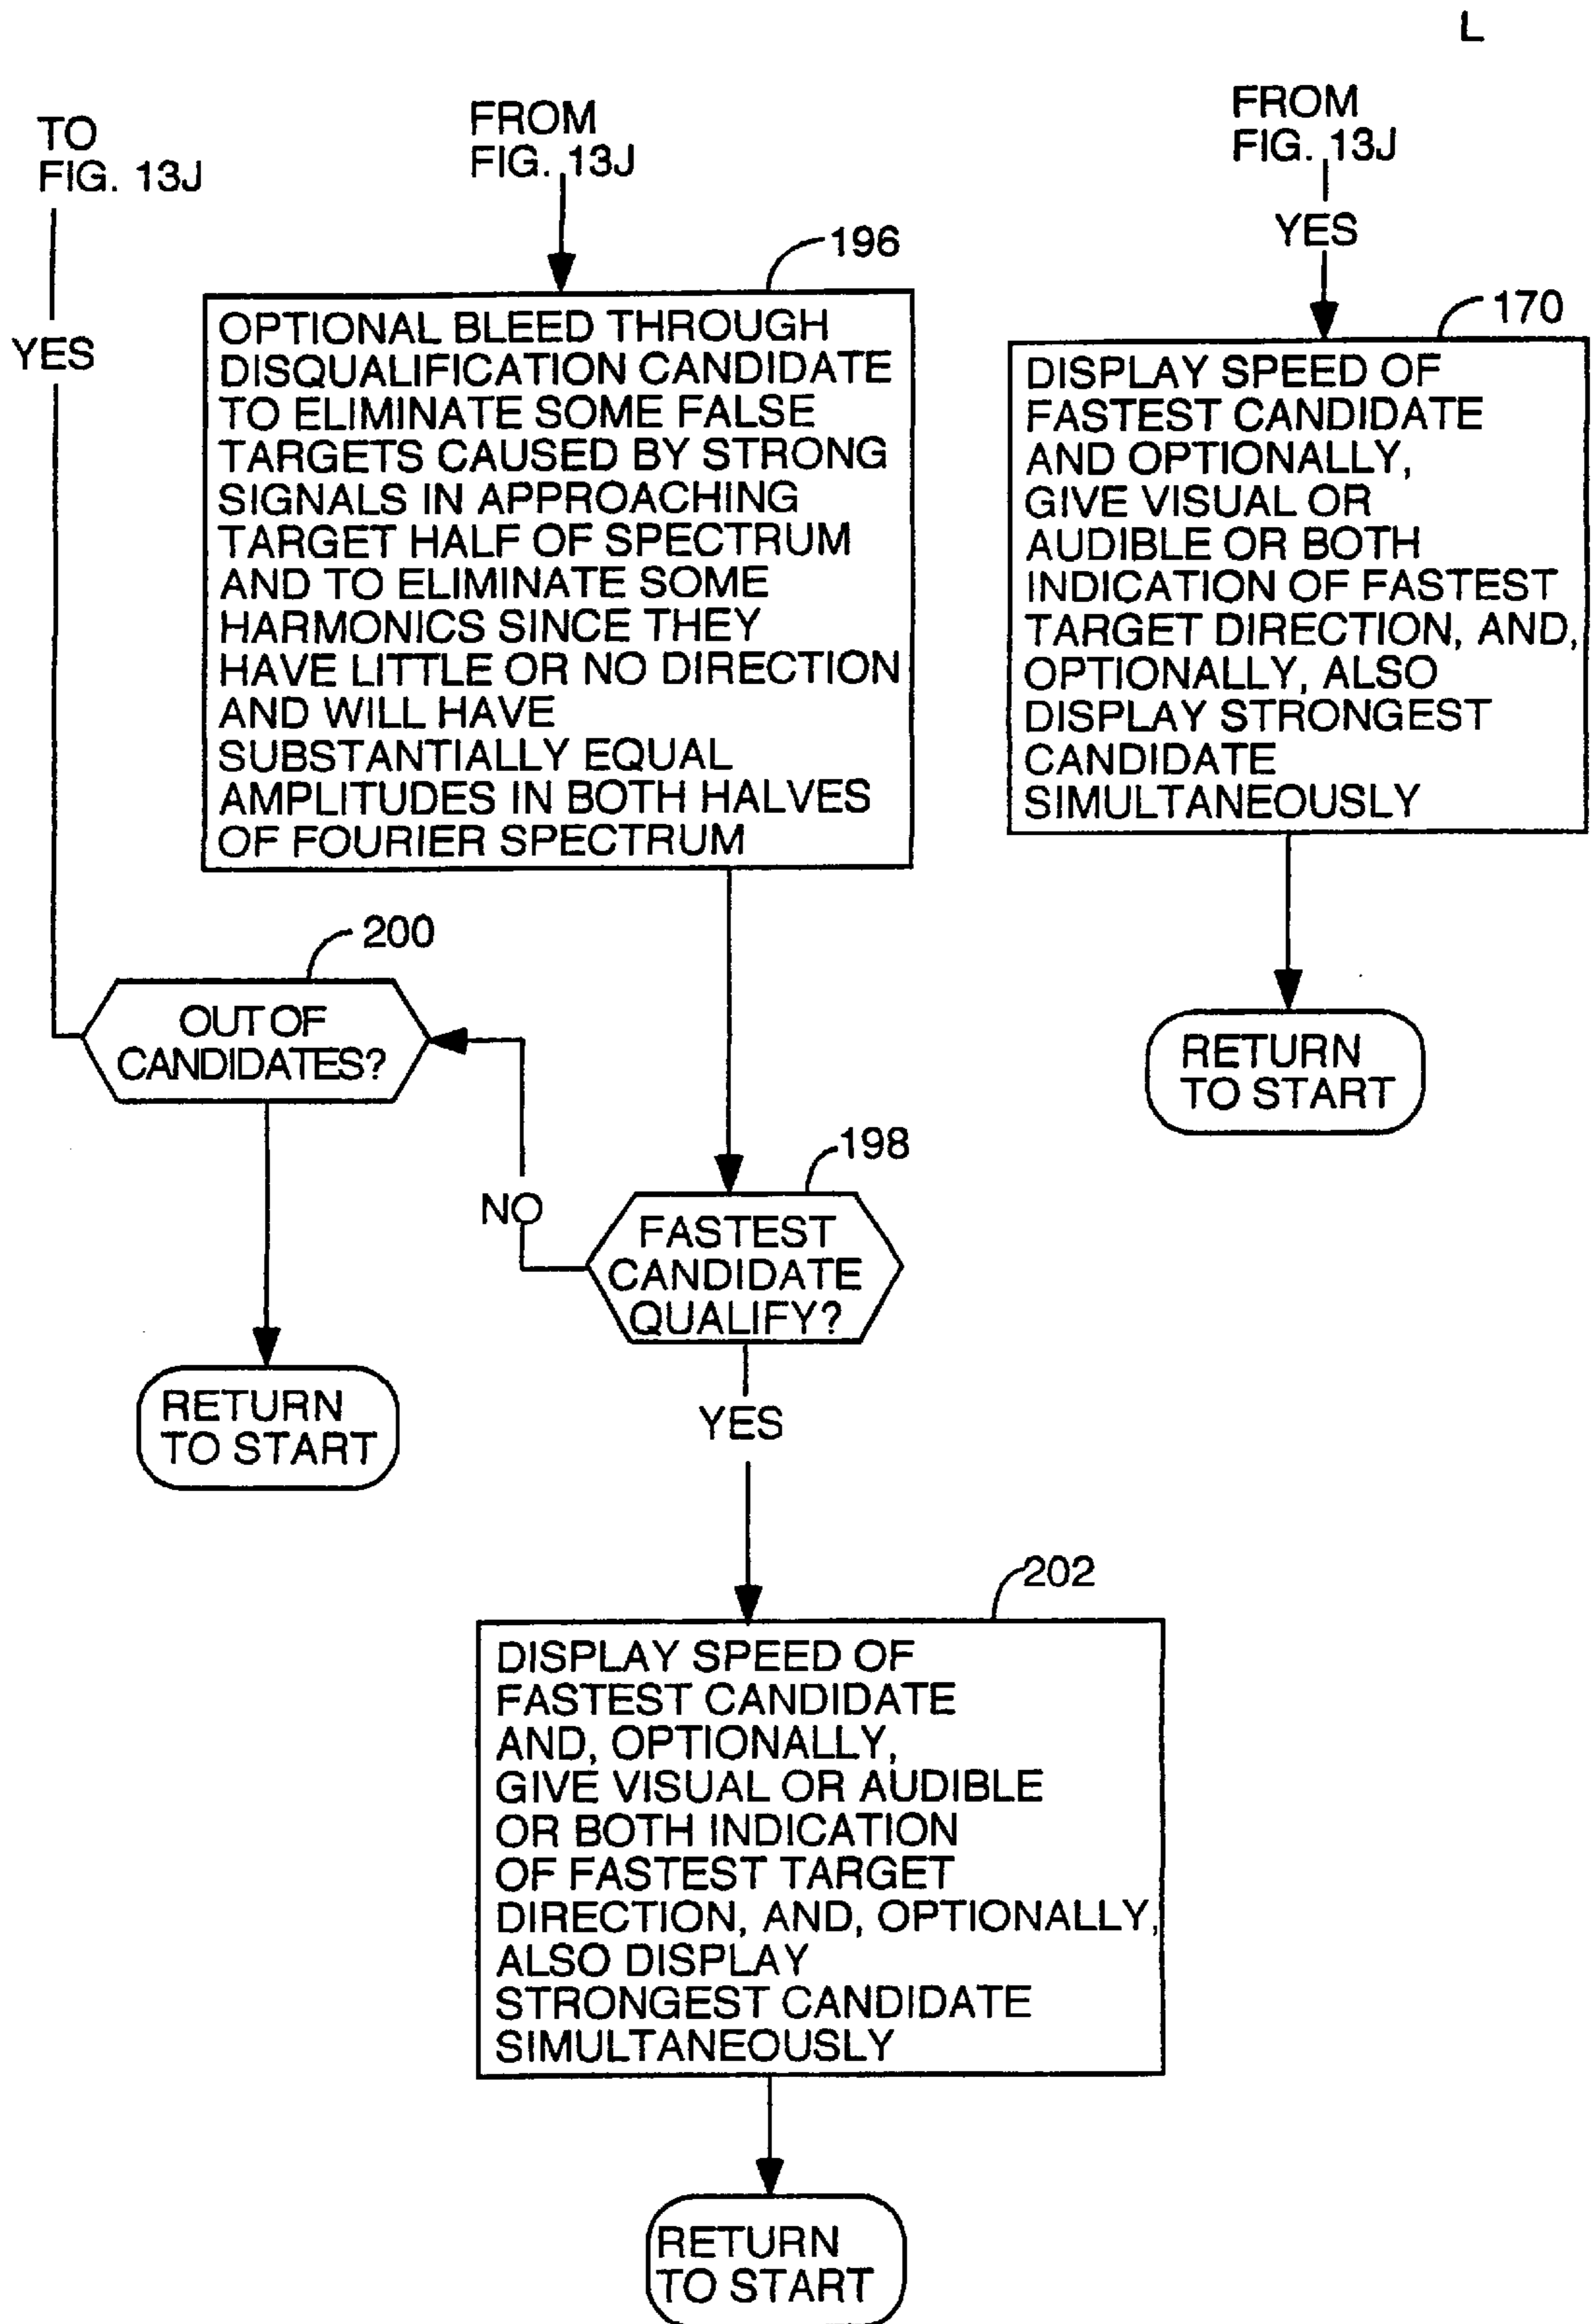 L
TO
FIG. 13J
FROM
FIG. 13J
FROM
FIG. 13J
YES
YES
196
OPTIONAL BLEED THROUGH
DISQUALIFICATION CANDIDATE
TO ELIMINATE SOME FALSE
TARGETS CAUSED BY STRONG
SIGNALS IN APPROACHING
TARGET HALF OF SPECTRUM
AND TO ELIMINATE SOME
HARMONICS SINCE THEY
HAVE LITTLE OR NO DIRECTION
AND WILL HAVE
SUBSTANTIALLY EQUAL
AMPLITUDES IN BOTH HALVES
OF FOURIER SPECTRUM
170
DISPLAY SPEED OF
FASTEST CANDIDATE
AND OPTIONALLY,
GIVE VISUAL OR
AUDIBLE OR BOTH
INDICATION OF FASTEST
TARGET DIRECTION, AND,
OPTIONALLY, ALSO
DISPLAY STRONGEST
CANDIDATE
SIMULTANEOUSLY
200
OUT OF
CANDIDATES?
RETURN
TO START
198
NO
FASTEST
CANDIDATE
QUALIFY?
RETURN
TO START
YES
202
DISPLAY SPEED OF
FASTEST CANDIDATE
AND, OPTIONALLY,
GIVE VISUAL OR AUDIBLE
OR BOTH INDICATION
OF FASTEST TARGET
DIRECTION, AND, OPTIONALLY,
ALSO DISPLAY
STRONGEST CANDIDATE
SIMULTANEOUSLY
RETURN
TO START